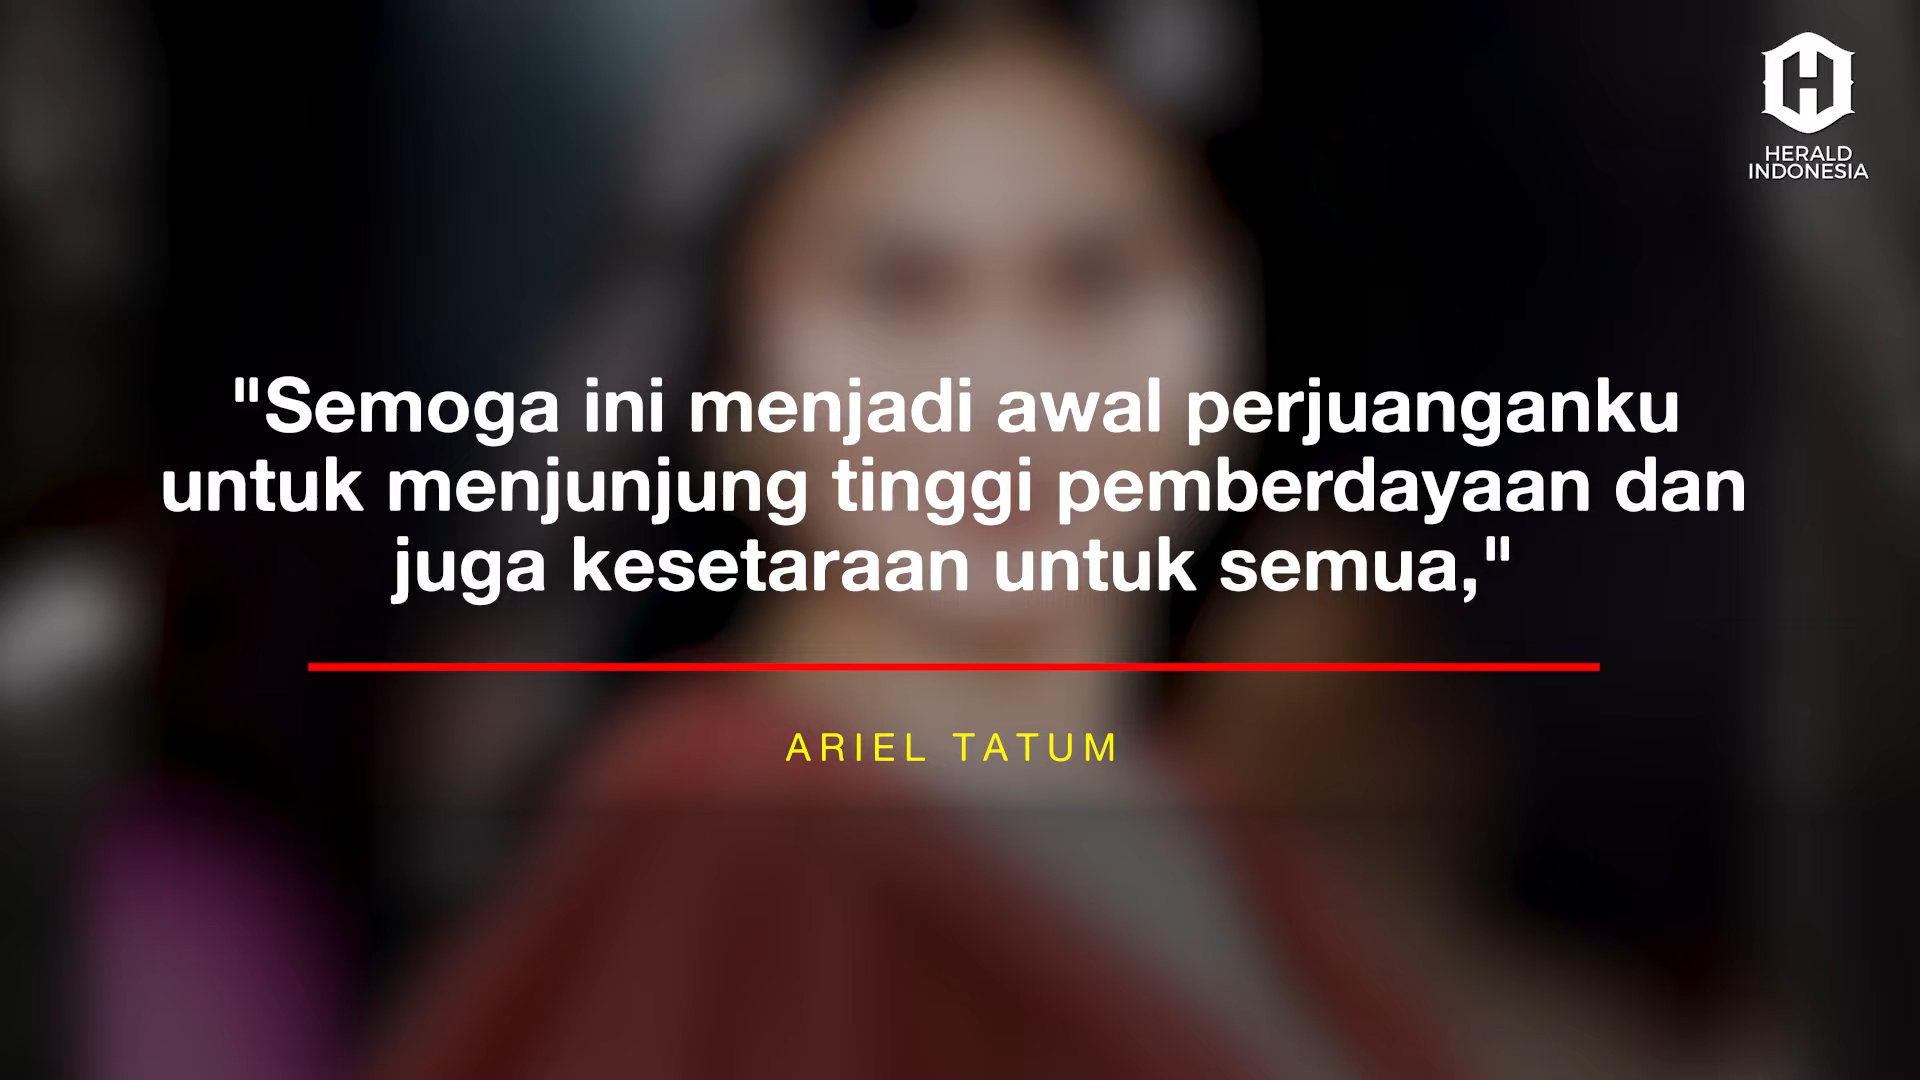 HERALD
INDONESIA
"Semoga ini menjadi awal perjuanganku
untuk menjunjung tinggi pemberdayaan dan
juga kesetaraan untuk semua,"
ARIEL TATUM